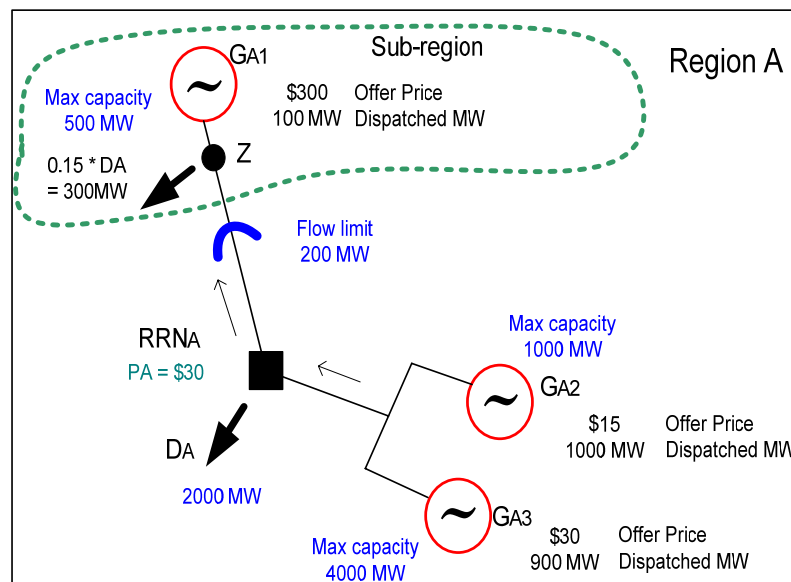 Sub-region
Region A
GA1
Max capacity
500 MW
$300 Offer Price
100 MW Dispatched MW
Z
0.15 * DA
= 300MW
Flow limit
200 MW
RRNA
PA = $30
Max capacity
1000 MW
GA2
$15 Offer Price
1000 MW Dispatched MW
DA
2000 MW
GA3
Max capacity
4000 MW
$30 Offer Price
900 MW Dispatched MW